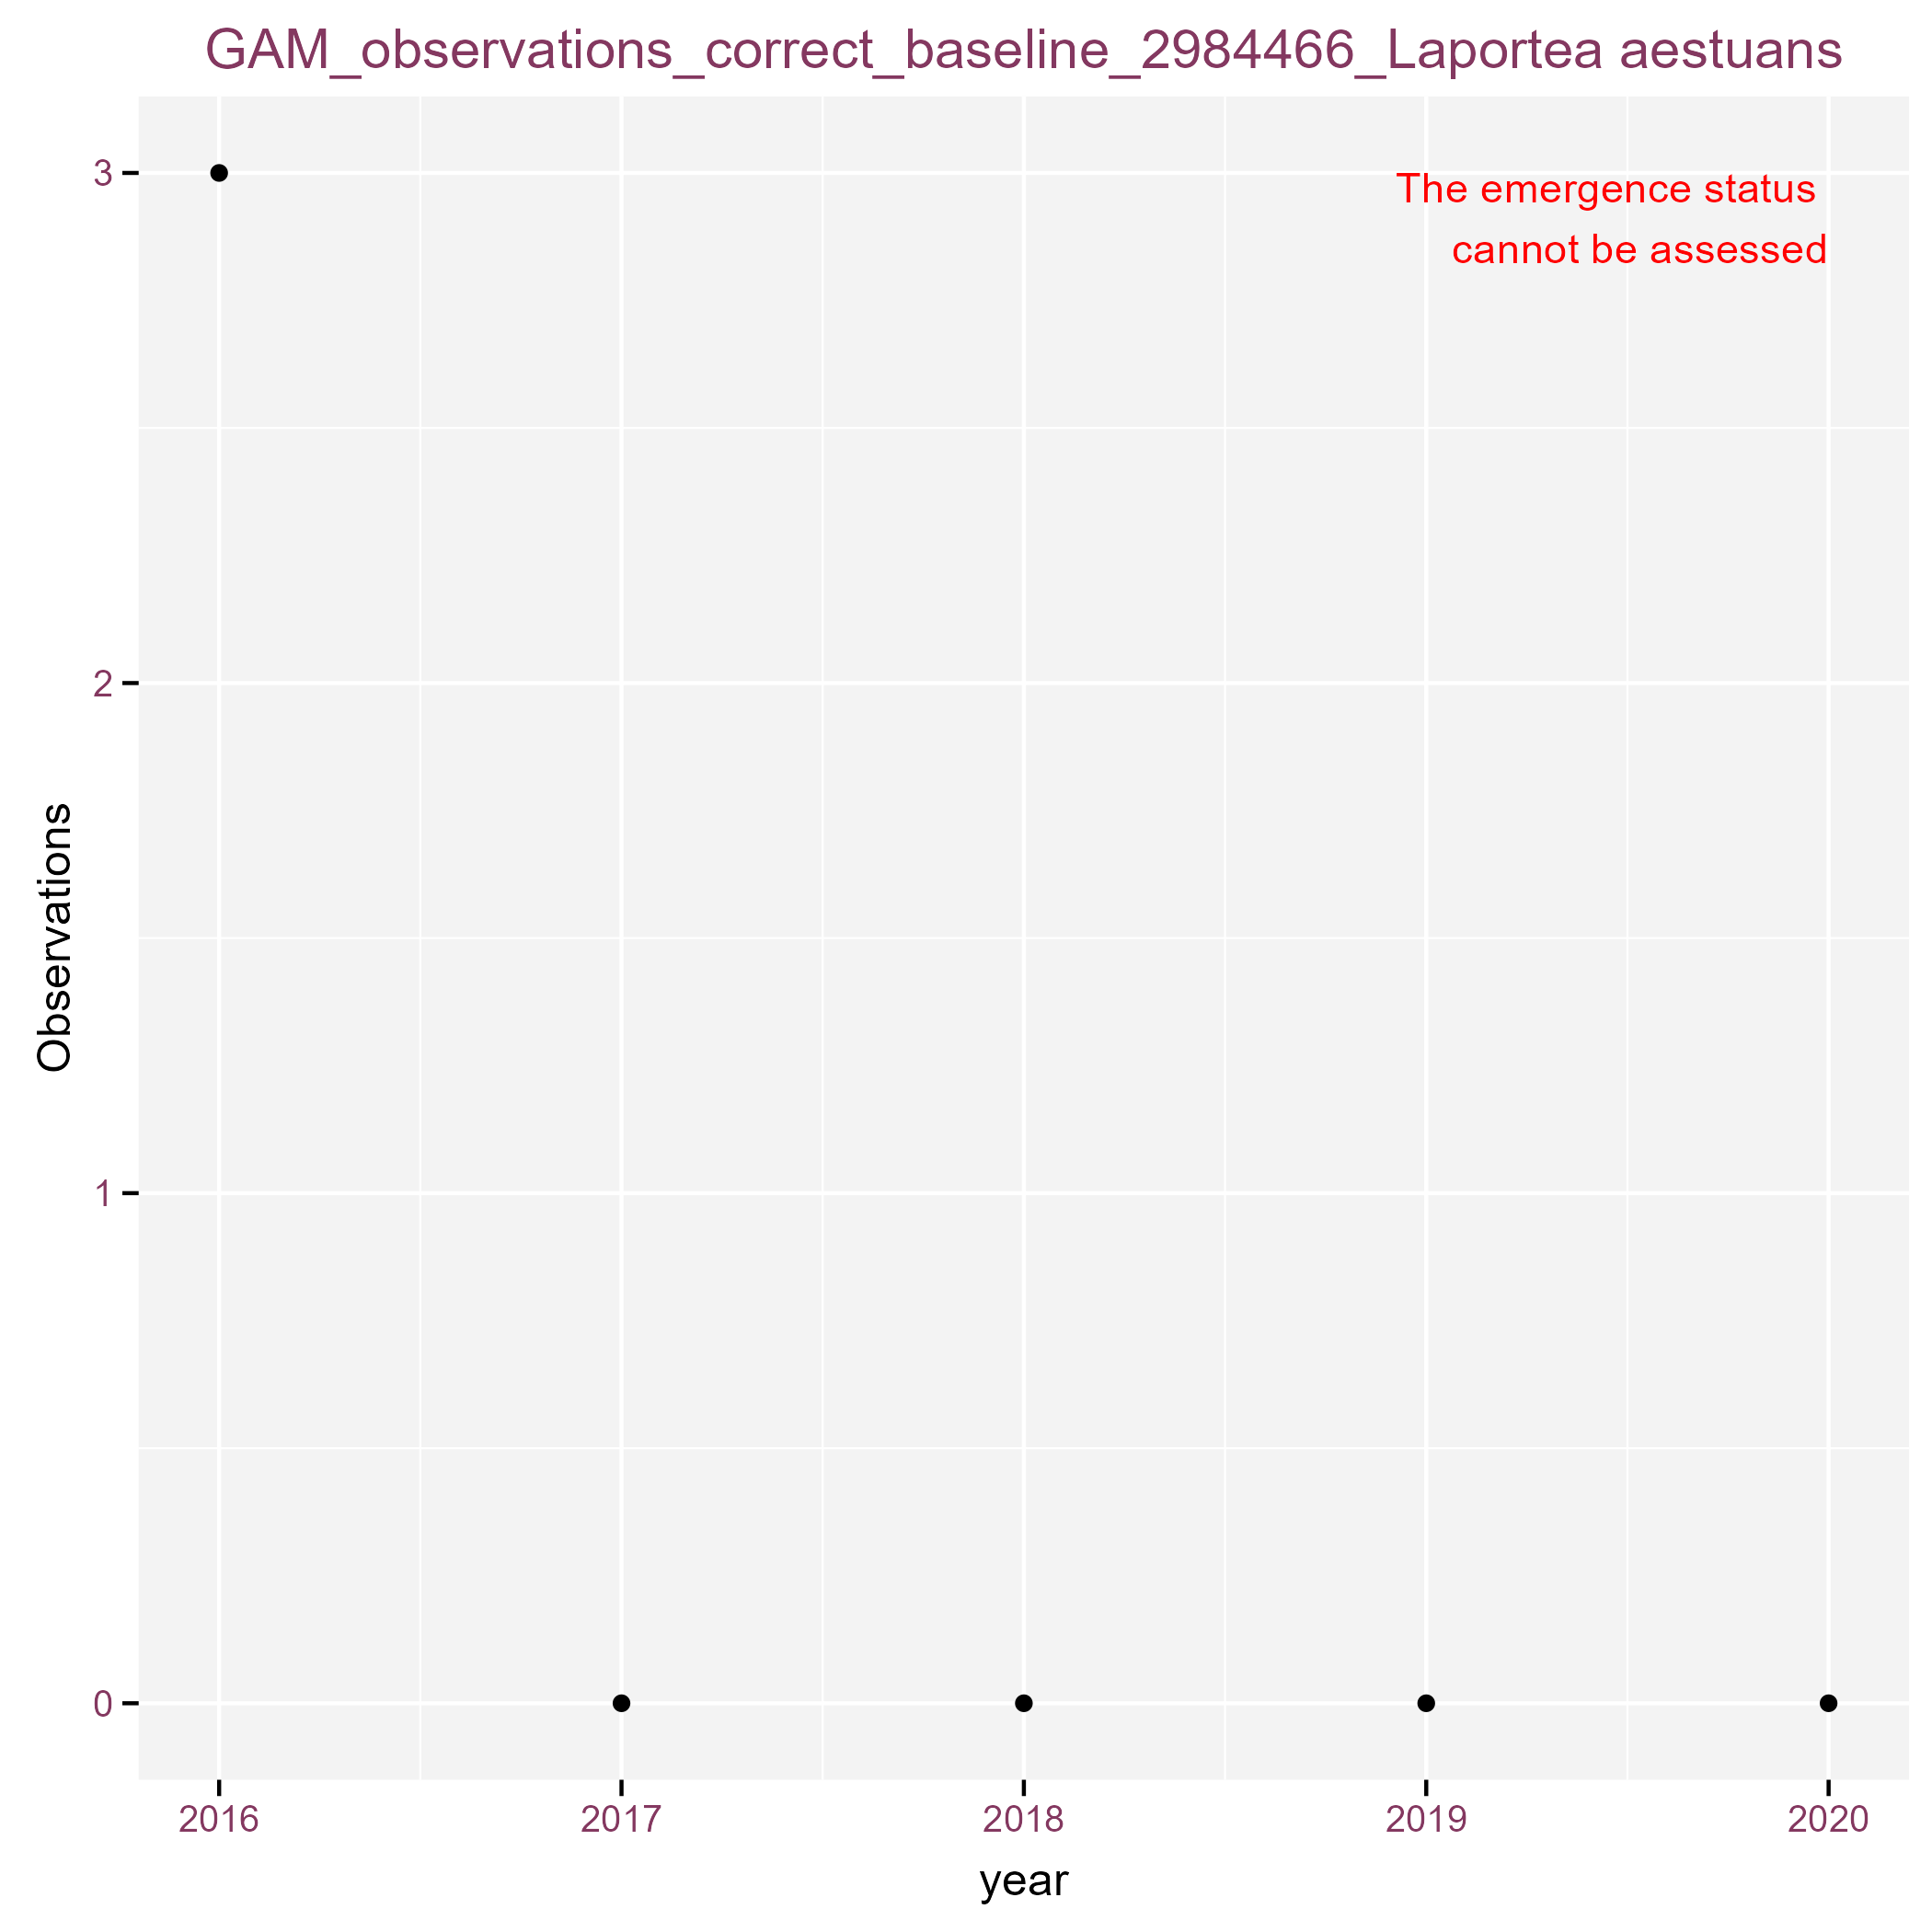 GAM_observations_correct_baseline_2984466_Laportea aestuans
The emergence status
cannot be assessed
3
2
1
0
Observations
2016 2017 2018 2019 2020
year